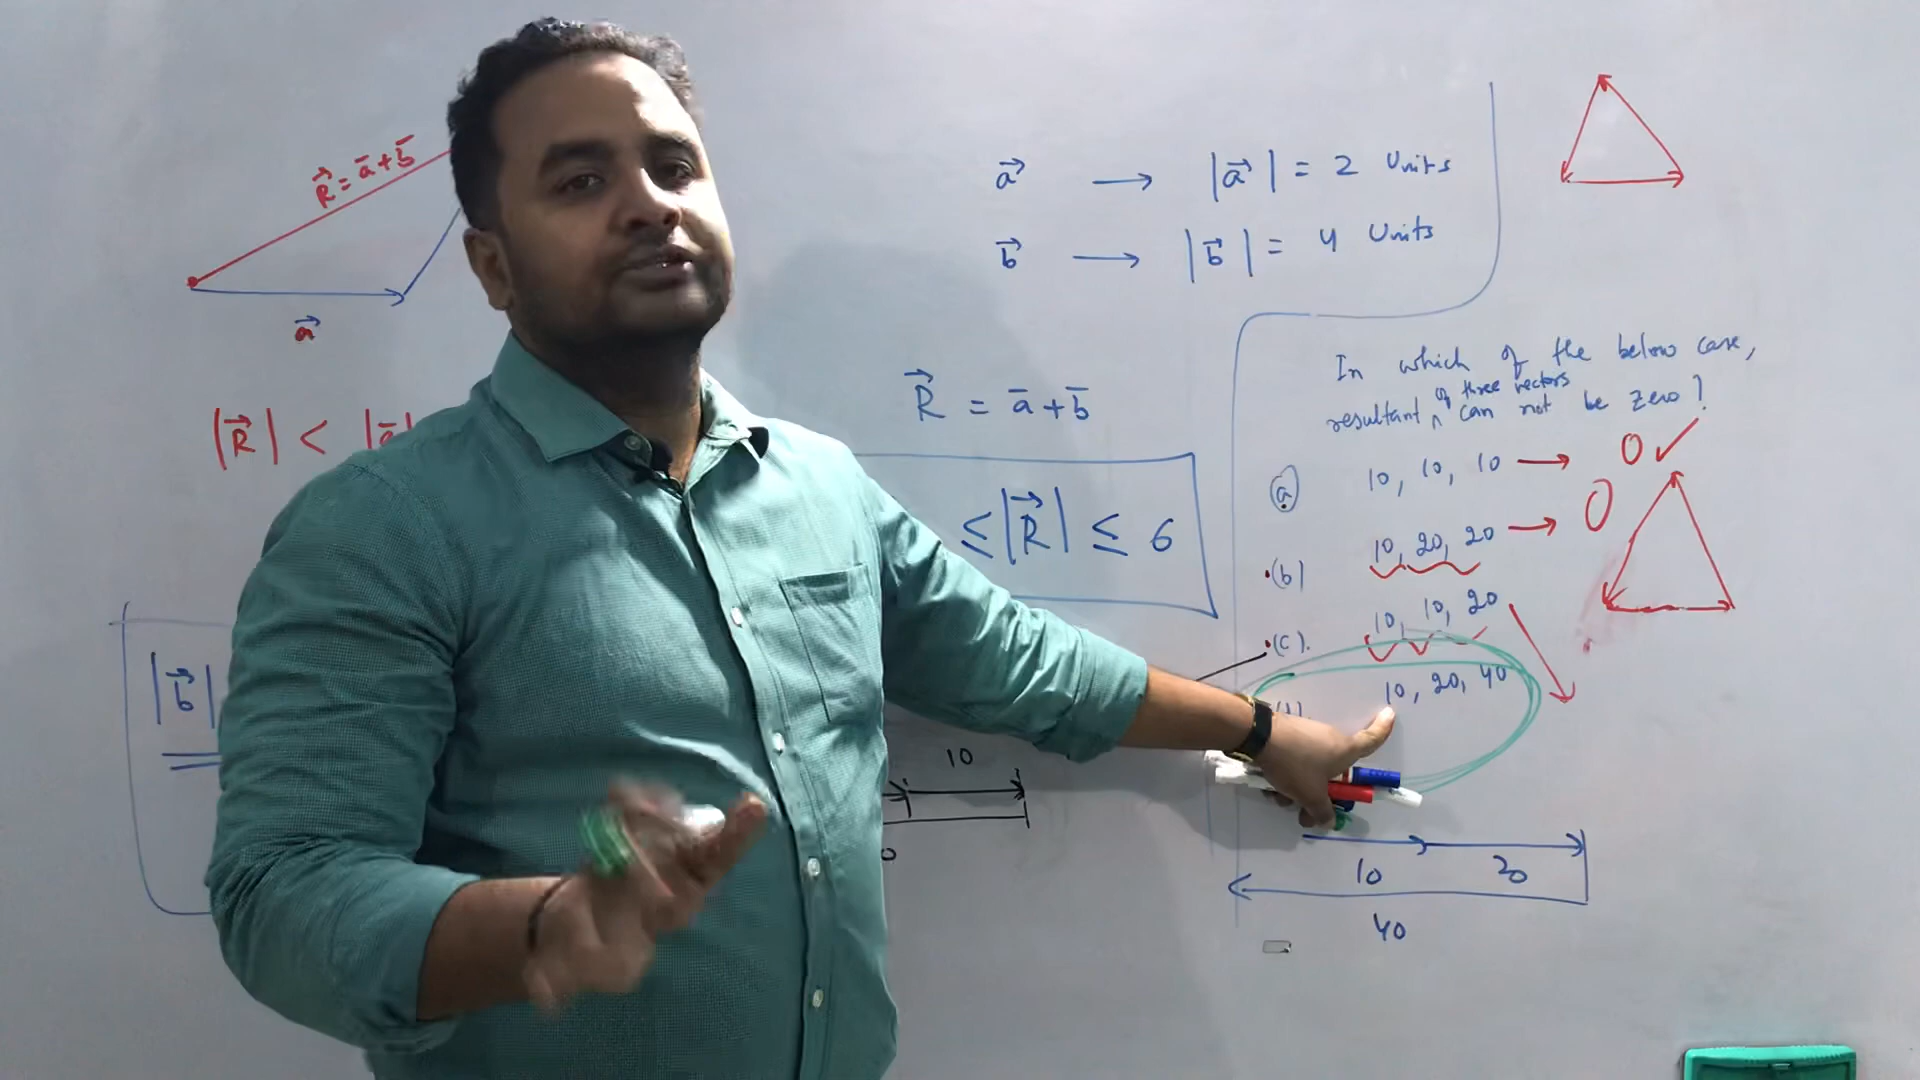 R⃗ = a̅+b̅
a⃗
|R⃗| < |a⃗|
|b⃗|
a⃗ → |a⃗| = 2 Units
b⃗ → |b⃗| = 4 Units
R⃗ = a̅+b̅
≤ |R⃗| ≤ 6
10
In which of the below case,
resultant of three vectors can not be zero?
(a) 10, 10, 10 → 0 ✓
(b) 10, 20, 20 → 0
(c). 10, 10, 20
10, 20, 40
10 20
40